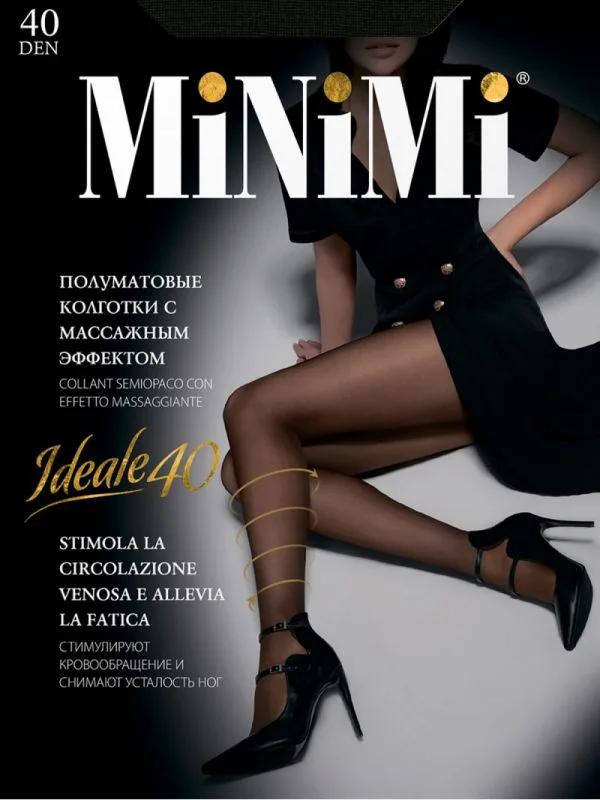 40
DEN
MiNiMi®
ПОЛУМАТОВЫЕ
КОЛГОТКИ С
МАССАЖНЫМ
ЭФФЕКТОМ
COLLANT SEMIOPACO CON
EFFETTO MASSAGGIANTE
Ideale 40
STIMOLA LA
CIRCOLAZIONE
VENOSA E ALLEVIA
LA FATICA
СТИМУЛИРУЮТ
КРОВООБРАЩЕНИЕ И
СНИМАЮТ УСТАЛОСТЬ НОГ